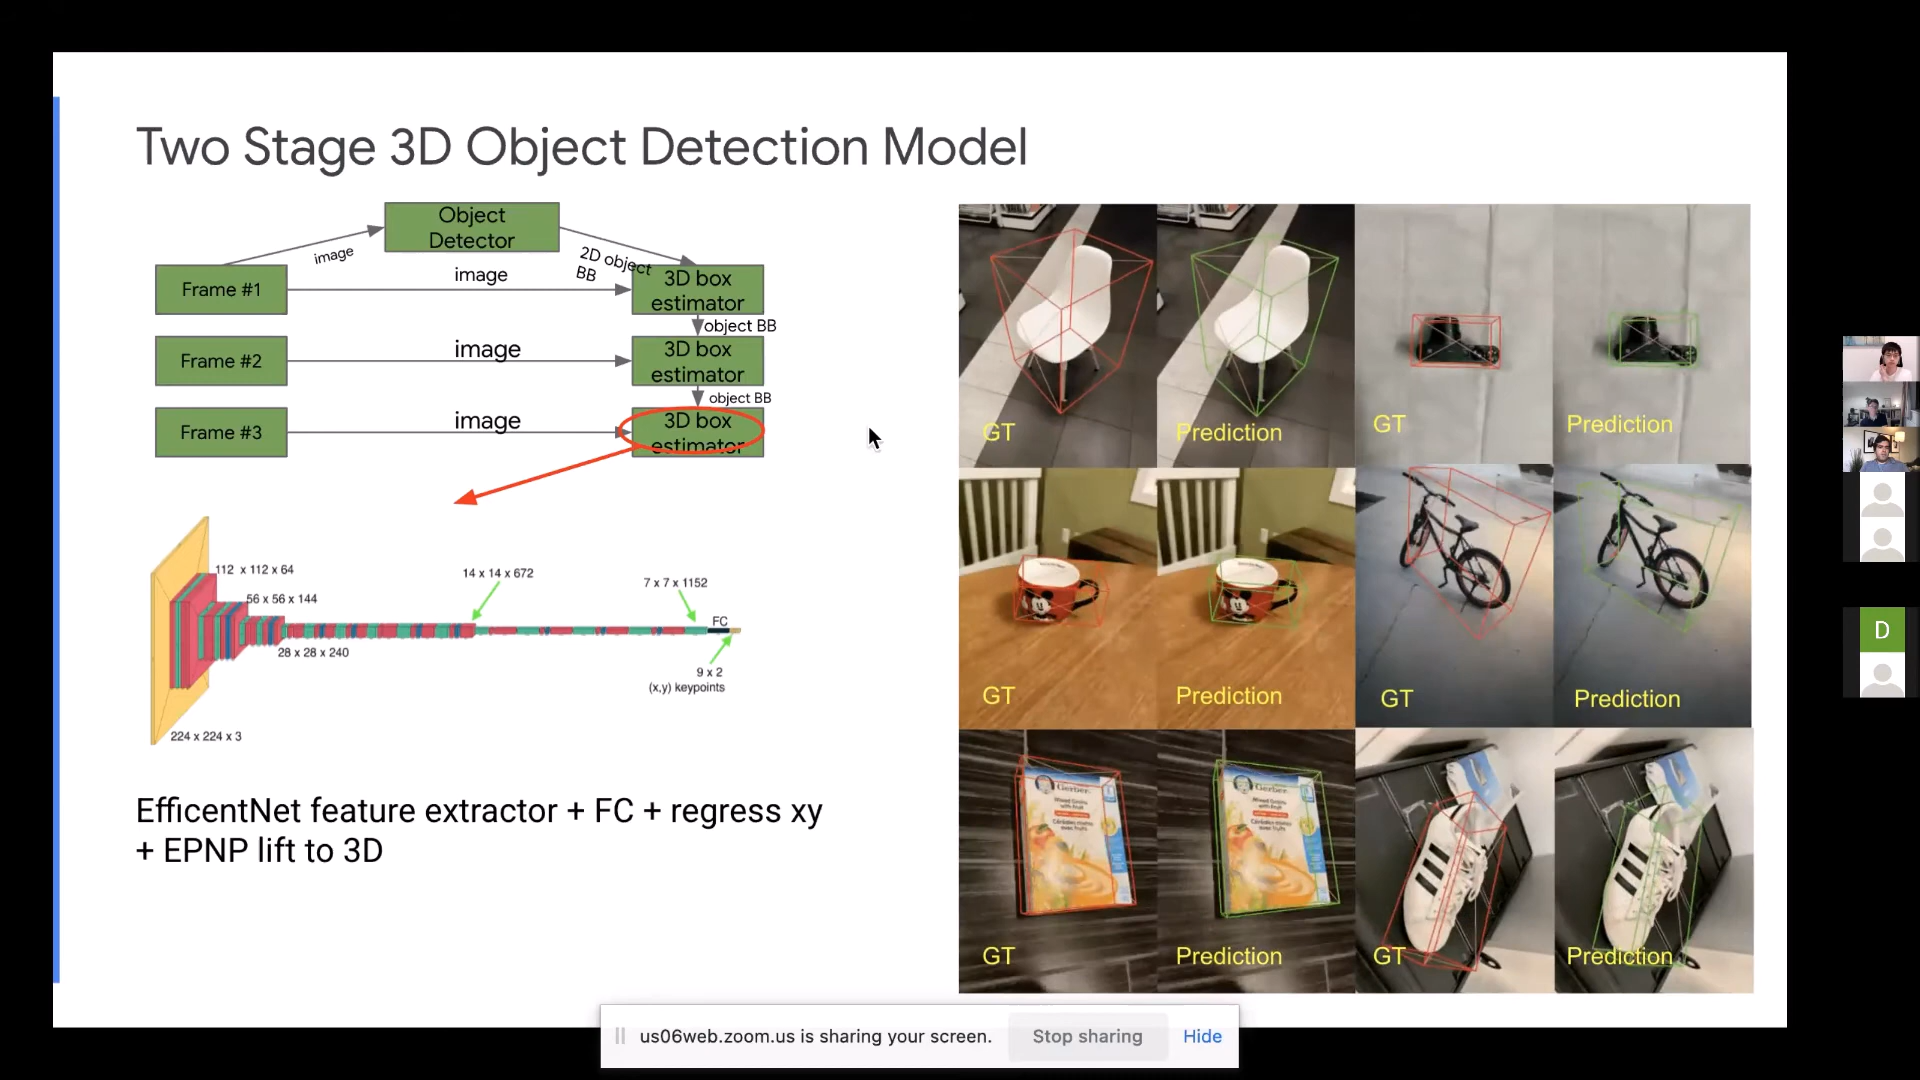 Two Stage 3D Object Detection Model
Object
Detector
image
2D object
BB
Frame #1
image
3D box
estimator
object BB
Frame #2
image
3D box
estimator
object BB
Frame #3
image
3D box
estimator
112 x 112 x 64
56 x 56 x 144
28 x 28 x 240
14 x 14 x 672
7 x 7 x 1152
FC
9 x 2
(x,y) keypoints
224 x 224 x 3
EfficentNet feature extractor + FC + regress xy
+ EPNP lift to 3D
GT
Prediction
GT
Prediction
GT
Prediction
GT
Prediction
Gerber
Gerber
GT
Prediction
GT
Prediction
D
us06web.zoom.us is sharing your screen.
Stop sharing
Hide